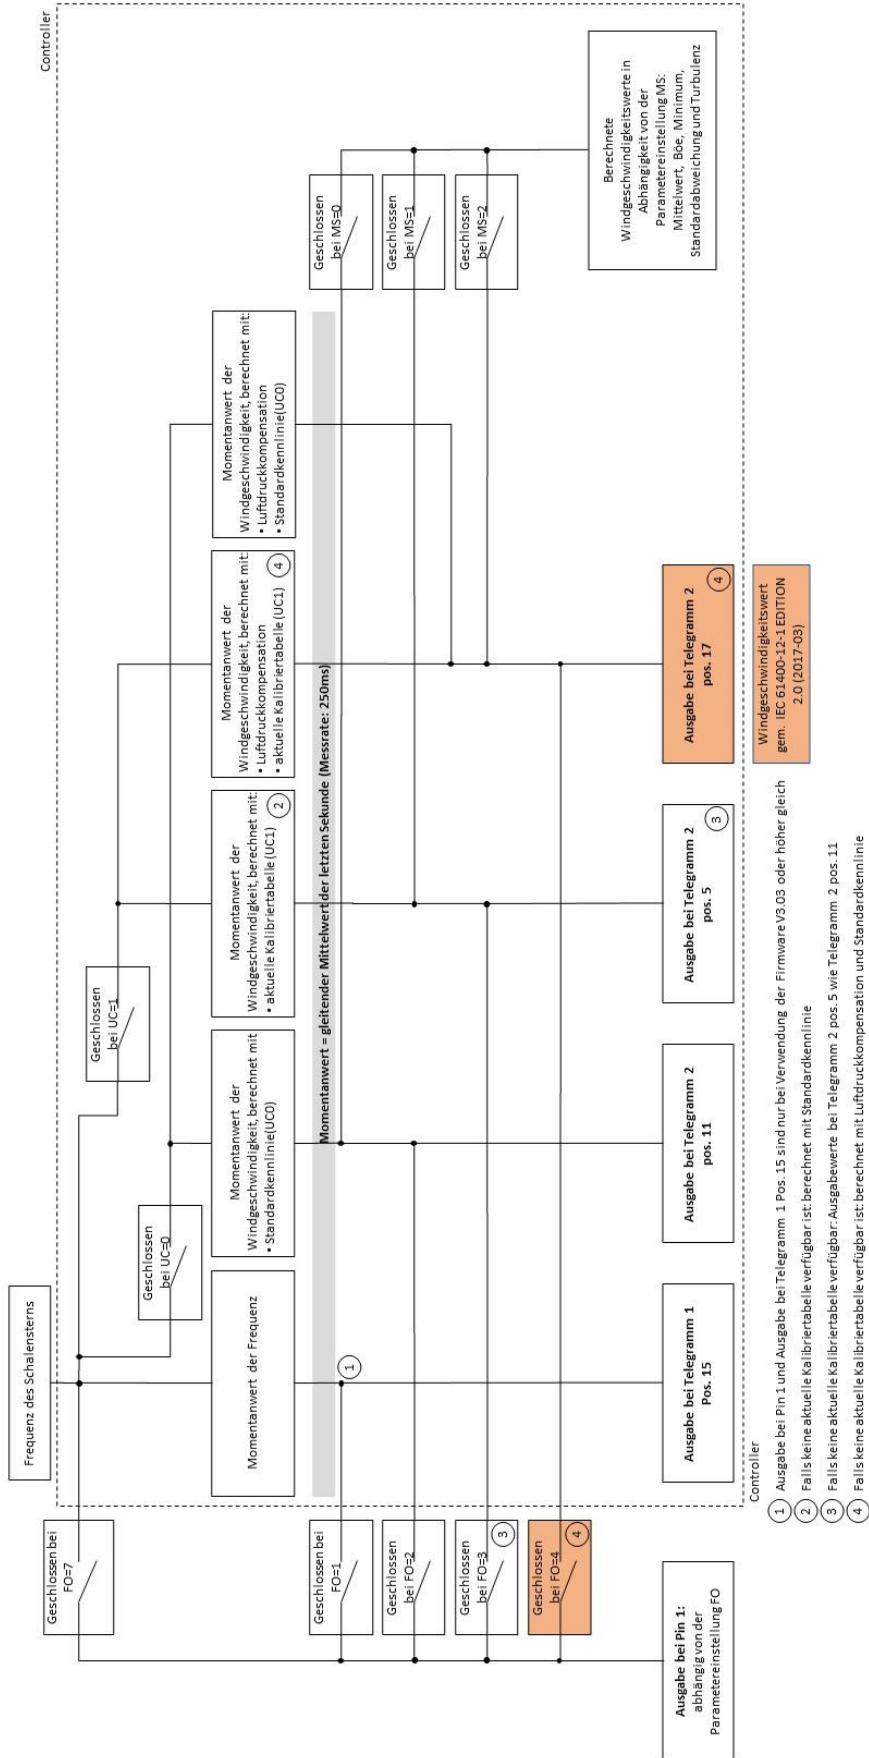 Controller
Frequenz des Schalensterns
Geschlossen bei
FO=7
Geschlossen
bei UC=0
Geschlossen
bei UC=1
Momentanwert der Frequenz
Momentanwert der
Windgeschwindigkeit, berechnet mit
• Standardkennlinie(UC0)
Momentanwert der
Windgeschwindigkeit, berechnet mit:
• aktuelle Kalibriertabelle (UC1)
2
Momentanwert der
Windgeschwindigkeit, berechnet mit:
• Luftdruckkompensation
• aktuelle Kalibriertabelle (UC1)
4
Momentanwert der
Windgeschwindigkeit, berechnet mit:
• Luftdruckkompensation
• Standardkennlinie(UC0)
Momentanwert = gleitender Mittelwert der letzten Sekunde (Messrate: 250ms)
Geschlossen bei
FO=1
1
Geschlossen
bei MS=0
Geschlossen
bei FO=2
Geschlossen
bei MS=1
Geschlossen
bei FO=3
3
Geschlossen
bei MS=2
Geschlossen
bei FO=4
4
Ausgabe bei Pin 1:
abhängig von der
Parametereinstellung FO
Ausgabe bei Telegramm 1
Pos. 15
Ausgabe bei Telegramm 2
pos. 11
Ausgabe bei Telegramm 2
pos. 5
3
Ausgabe bei Telegramm 2
pos. 17
4
Berechnete
Windgeschwindigkeitswerte in
Abhängigkeit von der
Parametereinstellung MS:
Mittelwert, Böe, Minimum,
Standardabweichung und Turbulenz
Controller
Windgeschwindigkeitswert
gem. IEC 61400-12-1 EDITION
2.0 (2017-03)
1 Ausgabe bei Pin 1 und Ausgabe bei Telegramm 1 Pos. 15 sind nur bei Verwendung der Firmware V3.03 oder höher gleich
2 Falls keine aktuelle Kalibriertabelle verfügbar ist: berechnet mit Standardkennlinie
3 Falls keine aktuelle Kalibriertabelle verfügbar: Ausgabewerte bei Telegramm 2 pos. 5 wie Telegramm 2 pos. 11
4 Falls keine aktuelle Kalibriertabelle verfügbar ist: berechnet mit Luftdruckkompensation und Standardkennlinie